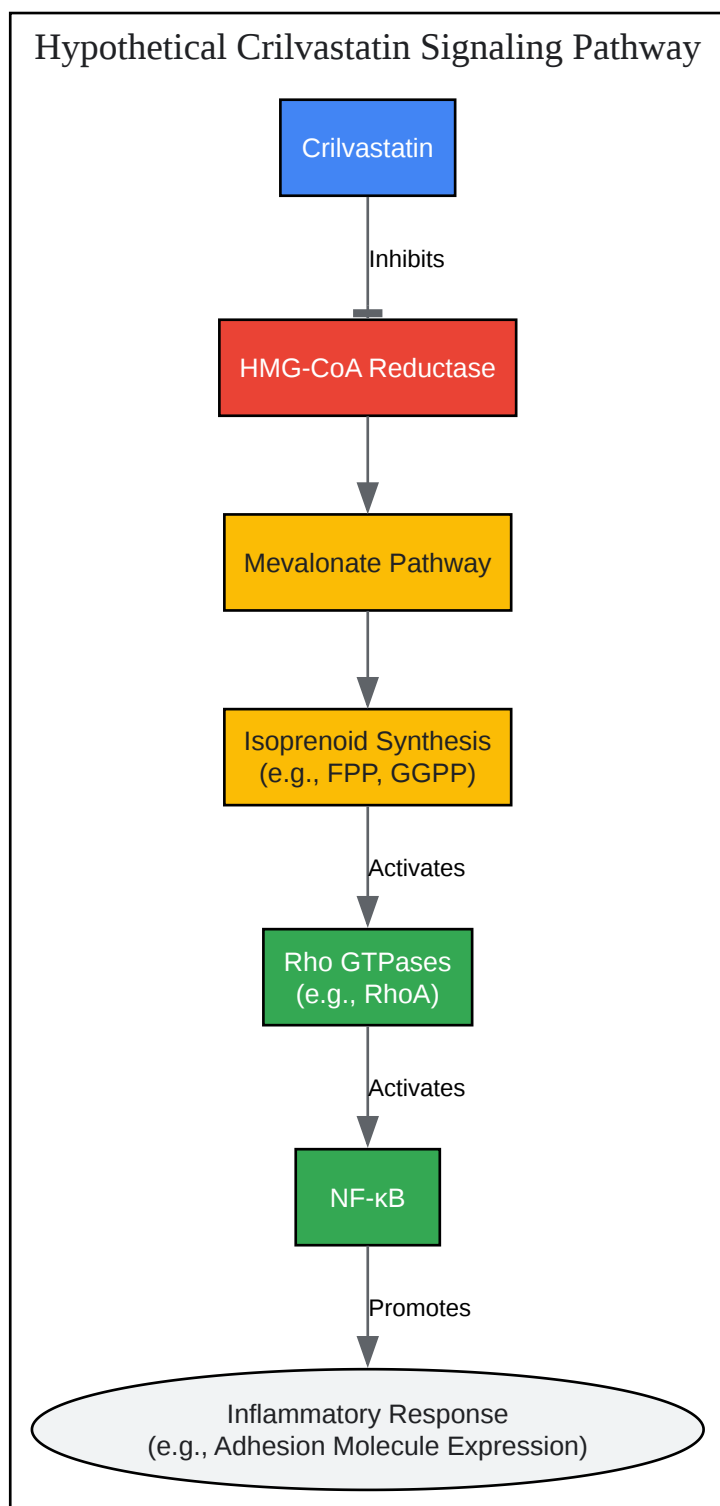 Hypothetical Crilvastatin Signaling Pathway
Crilvastatin
Inhibits
HMG-CoA Reductase
Mevalonate Pathway
Isoprenoid Synthesis
(e.g., FPP, GGPP)
Activates
Rho GTPases
(e.g., RhoA)
Activates
NF-κB
Promotes
Inflammatory Response
(e.g., Adhesion Molecule Expression)